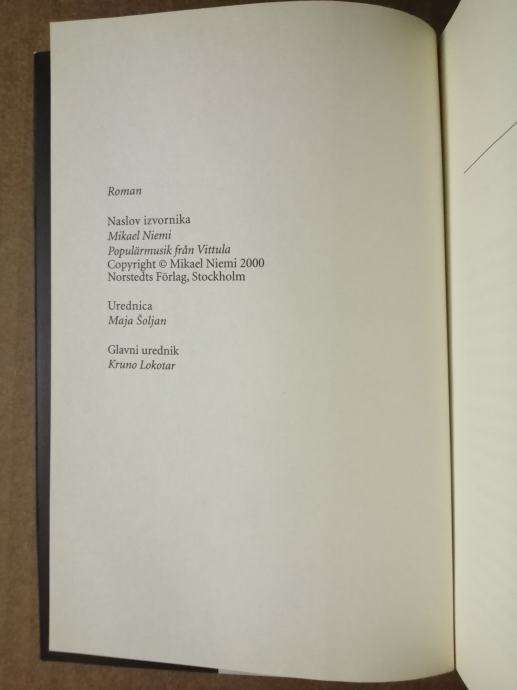 Roman
Naslov izvornika
Mikael Niemi
Populärmusik från Vittula
Copyright © Mikael Niemi 2000
Norstedts Förlag, Stockholm
Urednica
Maja Šoljan
Glavni urednik
Kruno Lokotar